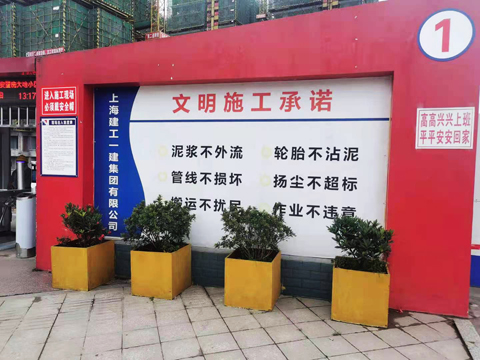 1
进入施工现场
必须戴安全帽
13:17
上海建工一建集团有限公司
文明施工承诺
泥浆不外流
轮胎不沾泥
管线不损坏
扬尘不超标
搬运不扰民
作业不违章
高高兴兴上班
平平安安回家